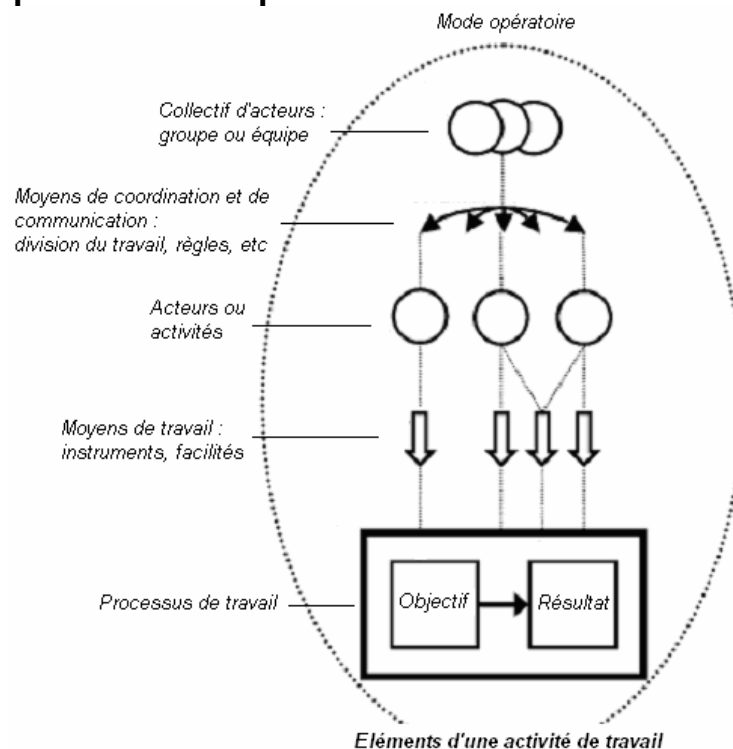 Mode opératoire
Collectif d'acteurs :
groupe ou équipe
Moyens de coordination et de
communication :
division du travail, règles, etc
Acteurs ou
activités
Moyens de travail :
instruments, facilités
Processus de travail
Objectif
Résultat
Eléments d'une activité de travail